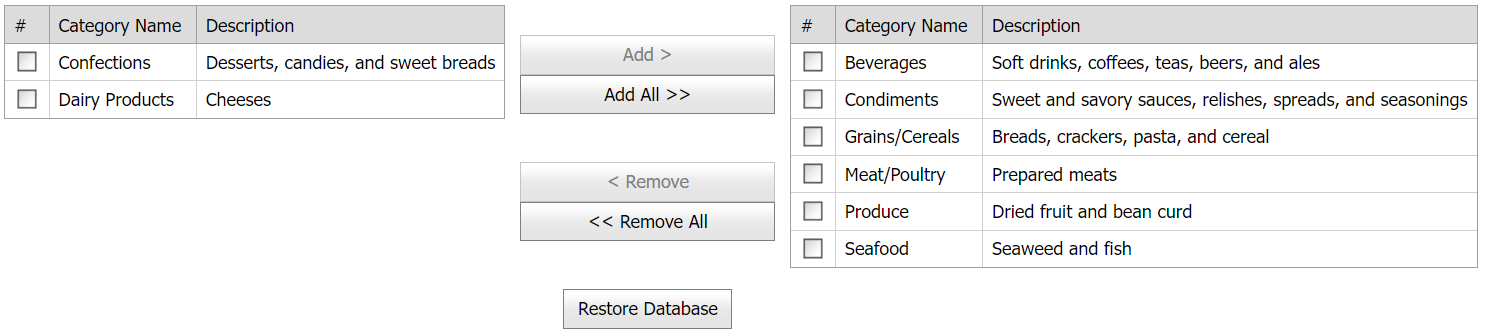 # Category Name Description
Confections Desserts, candies, and sweet breads
Dairy Products Cheeses
Add >
Add All >>
< Remove
<< Remove All
Restore Database
# Category Name Description
Beverages Soft drinks, coffees, teas, beers, and ales
Condiments Sweet and savory sauces, relishes, spreads, and seasonings
Grains/Cereals Breads, crackers, pasta, and cereal
Meat/Poultry Prepared meats
Produce Dried fruit and bean curd
Seafood Seaweed and fish